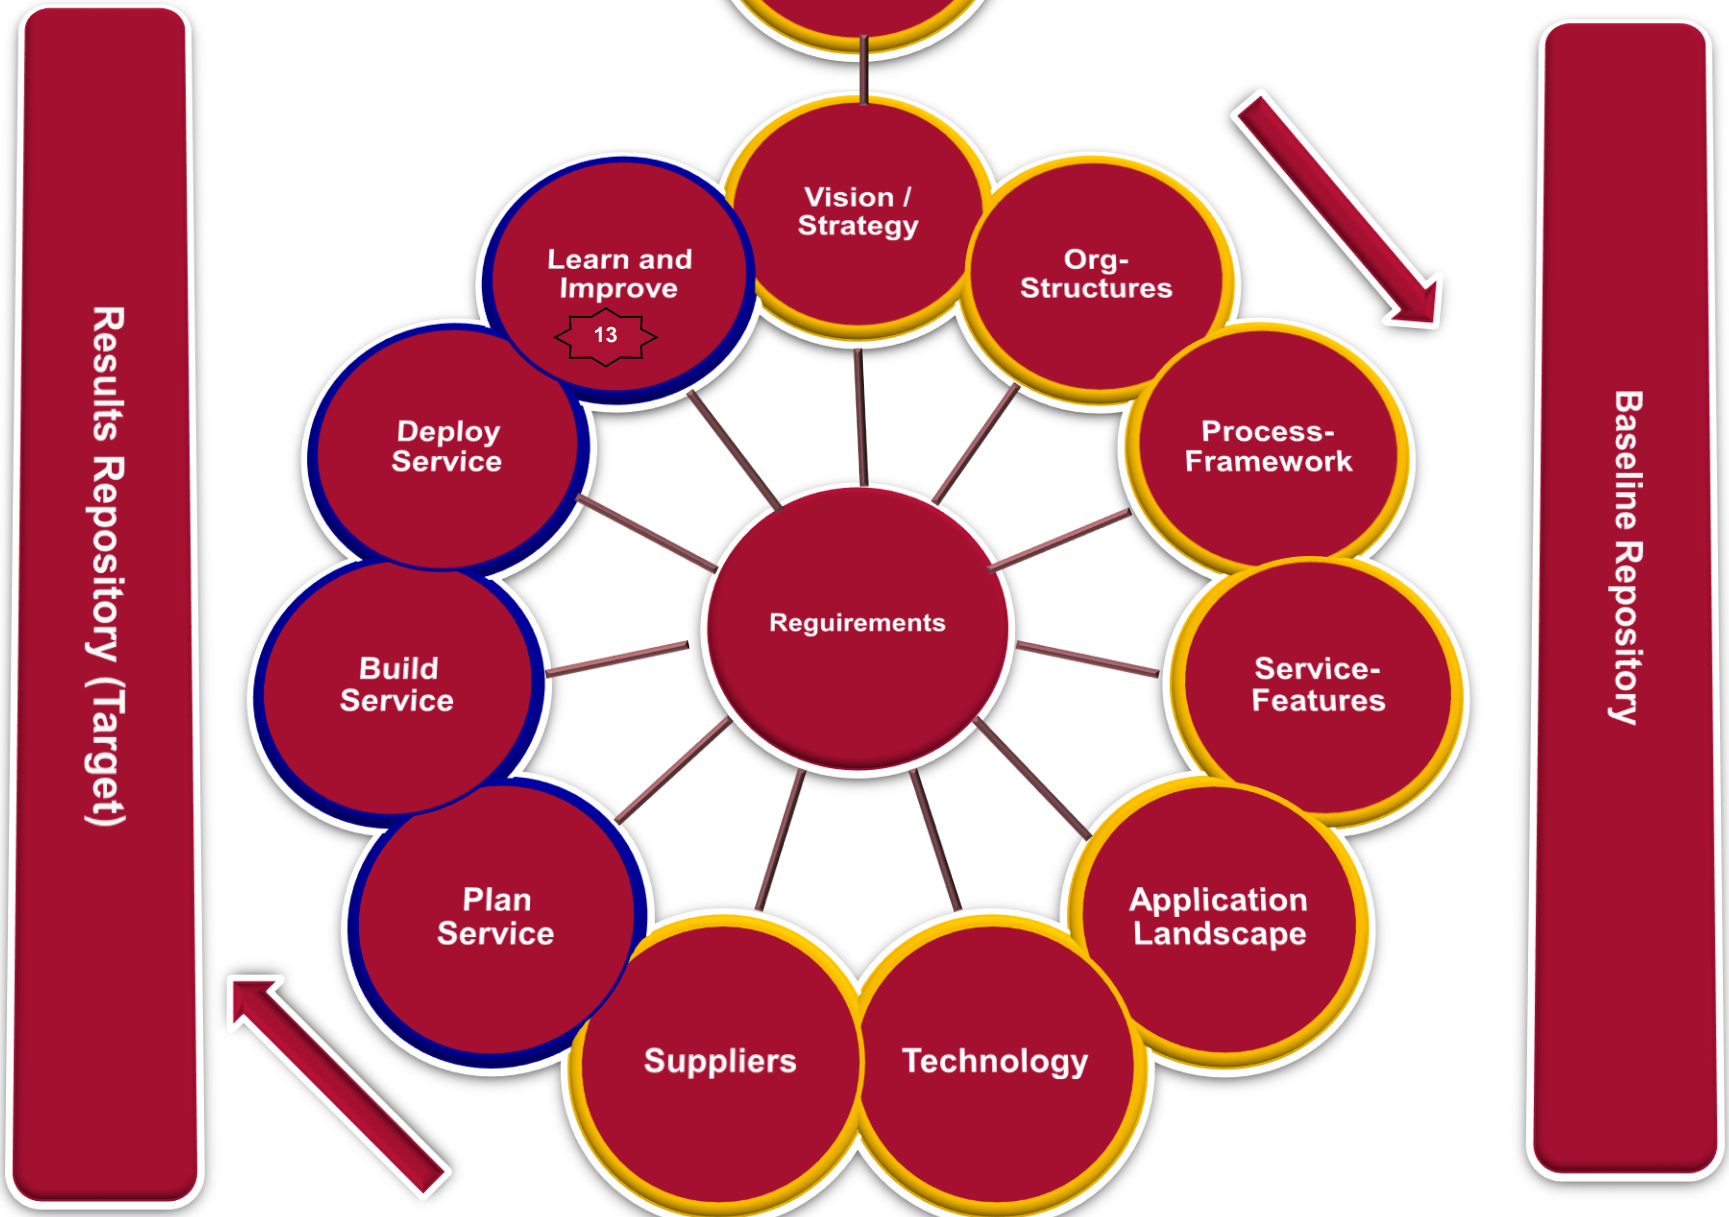 Results Repository (Target)
Vision /
Strategy
Org-
Structures
Process-
Framework
Service-
Features
Application
Landscape
Technology
Suppliers
Plan
Service
Build
Service
Deploy
Service
Learn and
Improve
13
Reguirements
Baseline Repository